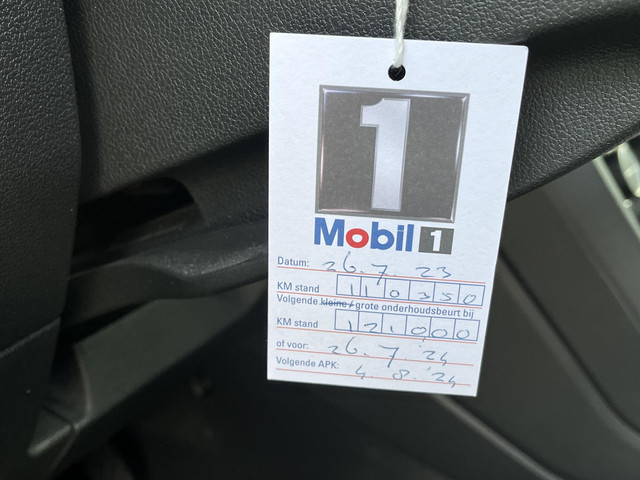 1
Mobil 1
Datum: 26.7.23
KM stand 110350
Volgende kleine / grote onderhoudsbeurt bij
KM stand 121000
of voor: 26.7.'24
Volgende APK: 4.8.'24